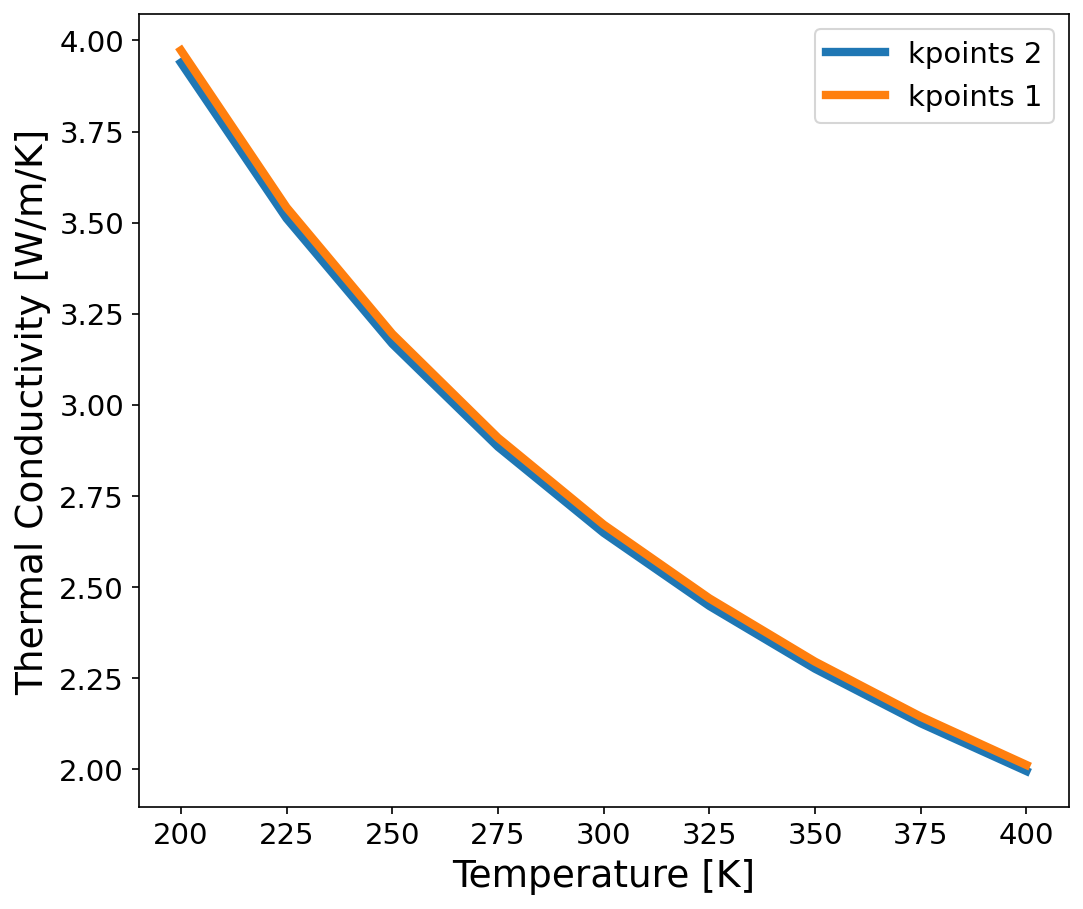 4.00
3.75
3.50
3.25
3.00
2.75
2.50
2.25
2.00
Thermal Conductivity [W/m/K]
kpoints 2
kpoints 1
200 225 250 275 300 325 350 375 400
Temperature [K]